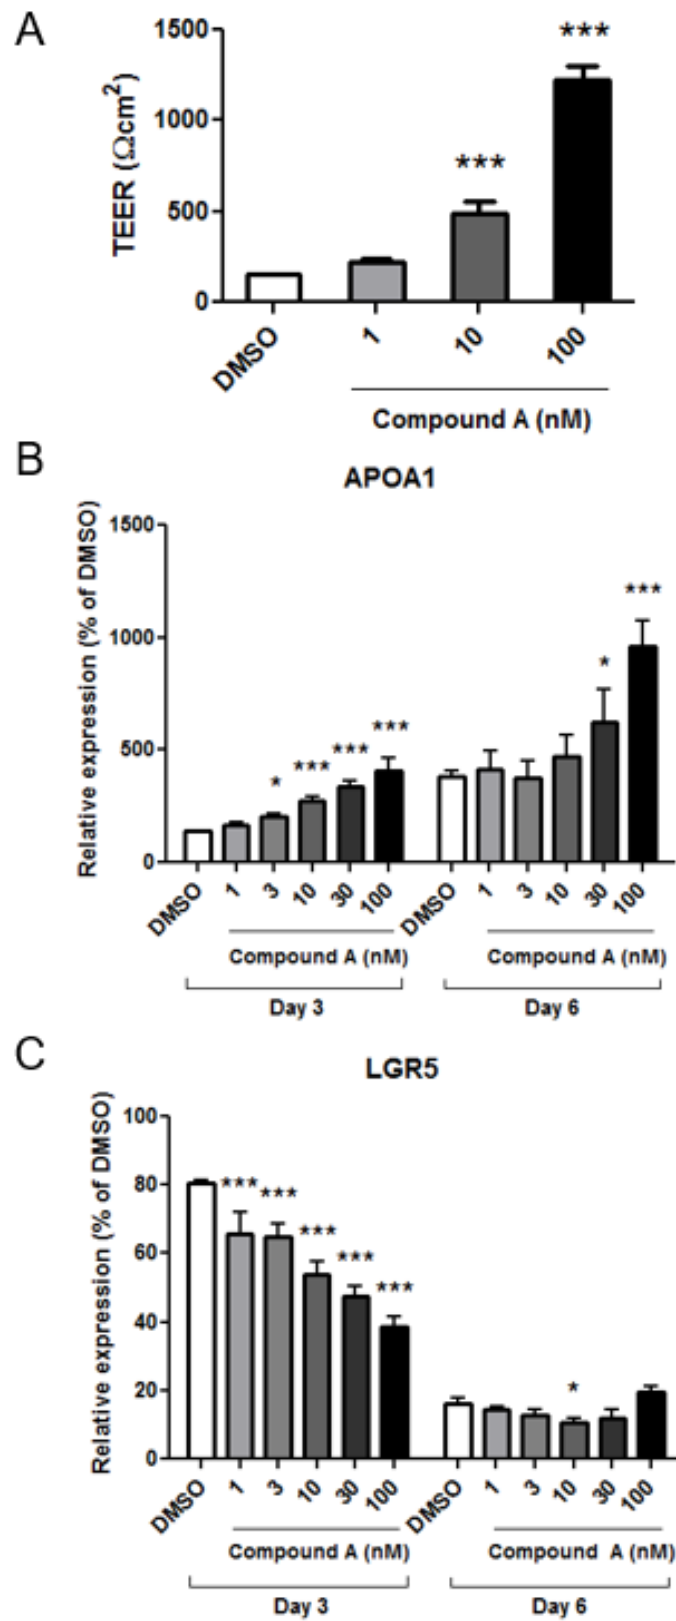 A
TEER (Ωcm²)
1500
1000
500
0
***
***
DMSO
1
10
100
Compound A (nM)
B
APOA1
Relative expression (% of DMSO)
1500
1000
500
0
*
***
***
***
*
***
DMSO
1
3
10
30
100
DMSO
1
3
10
30
100
Compound A (nM)
Compound A (nM)
Day 3
Day 6
C
LGR5
Relative expression (% of DMSO)
100
80
60
40
20
0
***
***
***
***
***
*
DMSO
1
3
10
30
100
DMSO
1
3
10
30
100
Compound A (nM)
Compound A (nM)
Day 3
Day 6